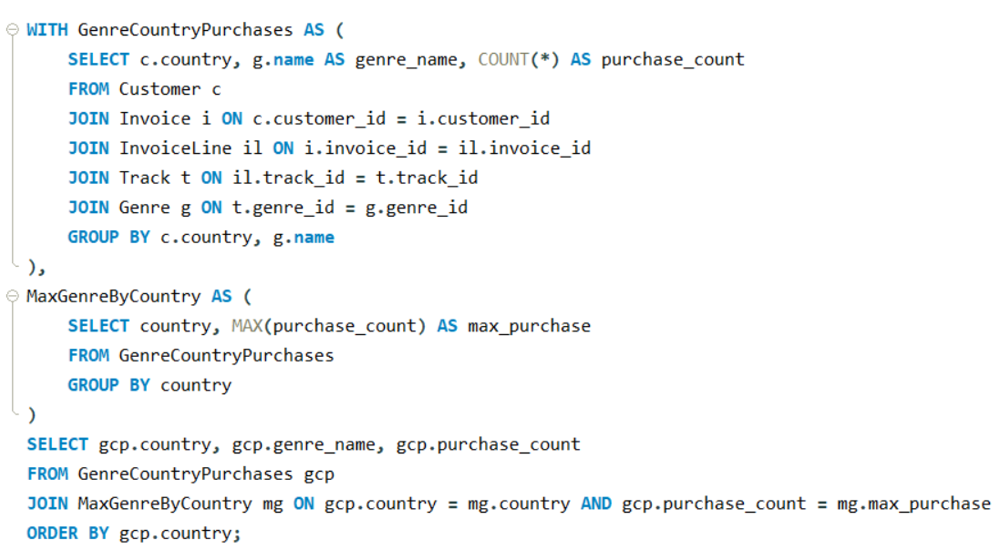 WITH GenreCountryPurchases AS (
    SELECT c.country, g.name AS genre_name, COUNT(*) AS purchase_count
    FROM Customer c
    JOIN Invoice i ON c.customer_id = i.customer_id
    JOIN InvoiceLine il ON i.invoice_id = il.invoice_id
    JOIN Track t ON il.track_id = t.track_id
    JOIN Genre g ON t.genre_id = g.genre_id
    GROUP BY c.country, g.name
),
MaxGenreByCountry AS (
    SELECT country, MAX(purchase_count) AS max_purchase
    FROM GenreCountryPurchases
    GROUP BY country
)
SELECT gcp.country, gcp.genre_name, gcp.purchase_count
FROM GenreCountryPurchases gcp
JOIN MaxGenreByCountry mg ON gcp.country = mg.country AND gcp.purchase_count = mg.max_purchase
ORDER BY gcp.country;